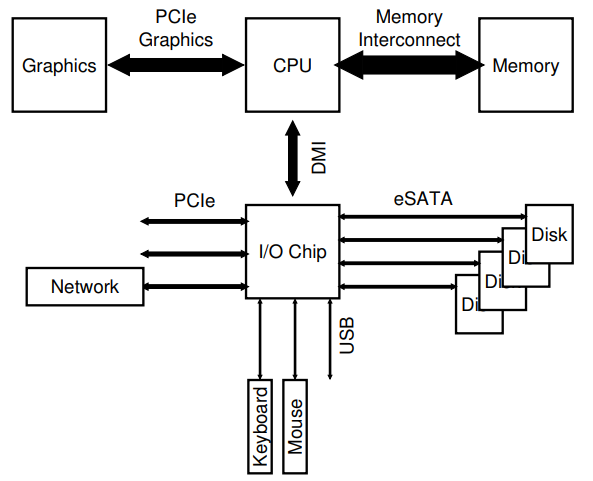 PCIe
Graphics
Memory
Interconnect
Graphics
CPU
Memory
DMI
PCIe
eSATA
I/O Chip
Disk
Di
Di
Di
Network
USB
Keyboard
Mouse